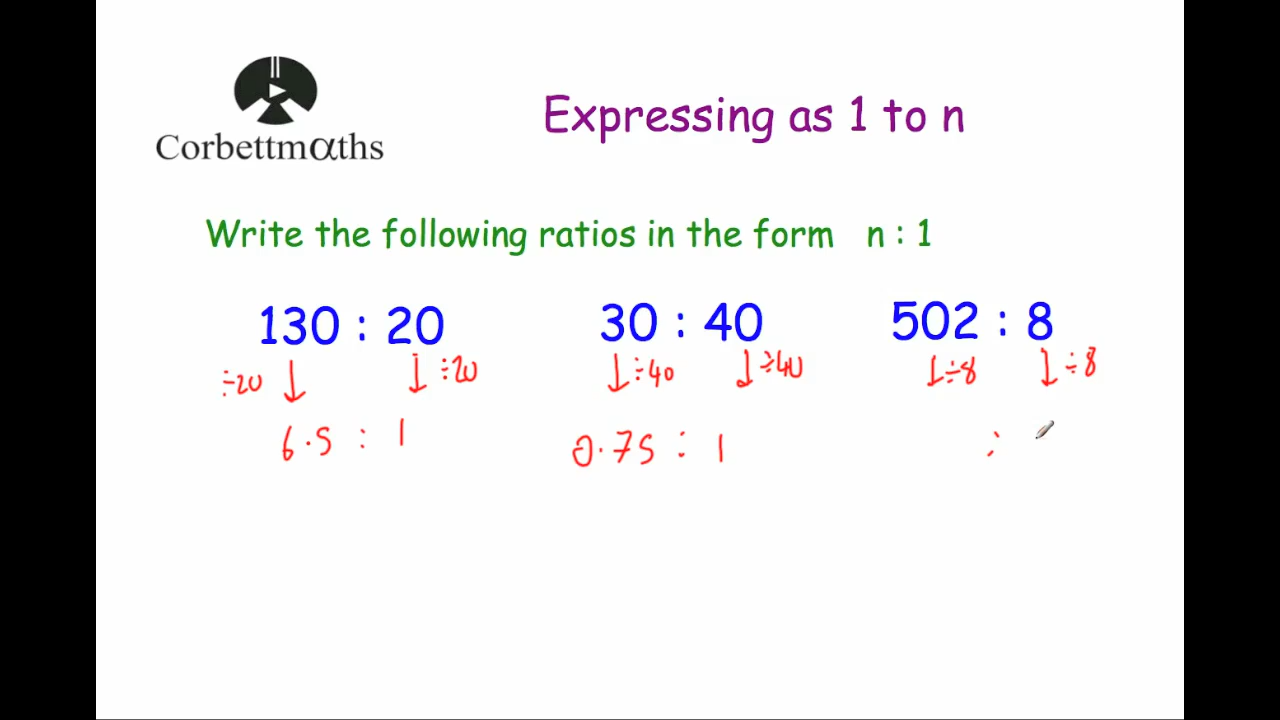 Corbettmαths
Expressing as 1 to n
Write the following ratios in the form n : 1
130 : 20
÷20 ÷20
6.5 : 1
30 : 40
÷40 ÷40
0.75 : 1
502 : 8
÷8 ÷8
: